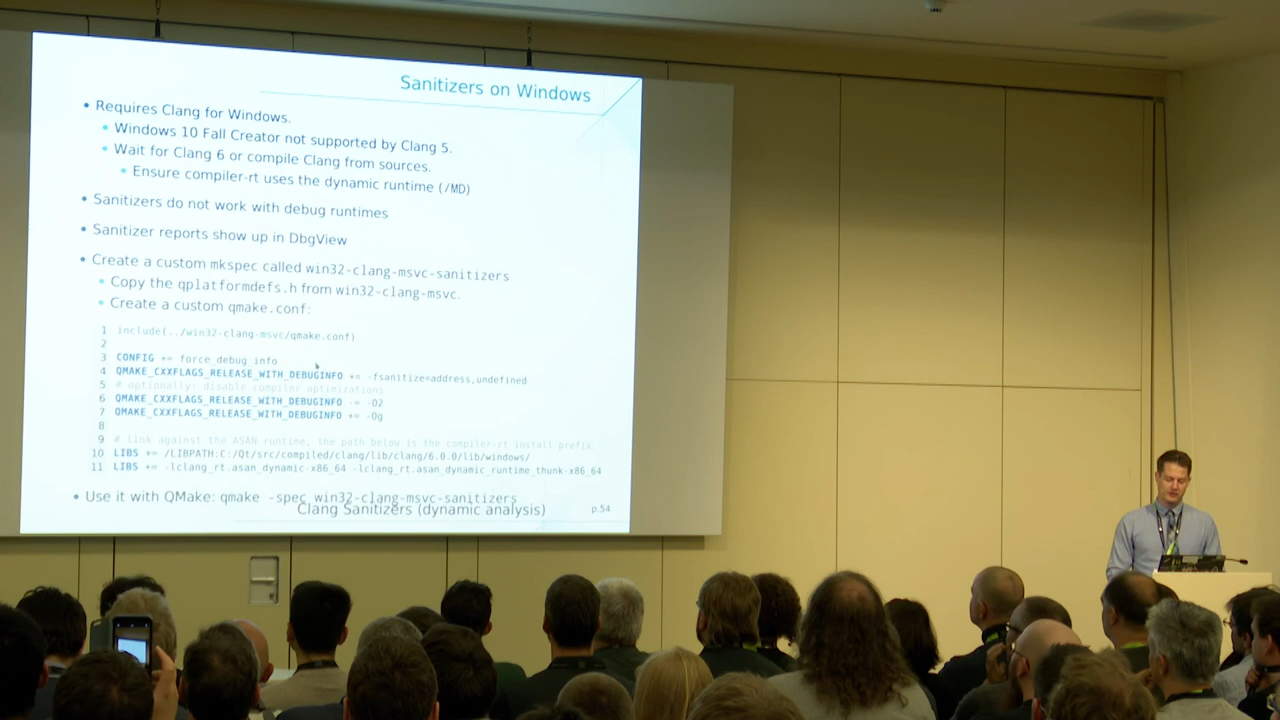 Sanitizers on Windows
• Requires Clang for Windows.
• Windows 10 Fall Creator not supported by Clang 5.
• Wait for Clang 6 or compile Clang from sources.
• Ensure compiler-rt uses the dynamic runtime (/MD)
• Sanitizers do not work with debug runtimes
• Sanitizer reports show up in DbgView
• Create a custom mkspec called win32-clang-msvc-sanitizers
• Copy the qplatformdefs.h from win32-clang-msvc.
• Create a custom qmake.conf:
1 include(../win32-clang-msvc/qmake.conf)
2
3 CONFIG += force_debug_info
4 QMAKE_CXXFLAGS_RELEASE_WITH_DEBUGINFO += -fsanitize=address,undefined
5 # optionally: disable compiler optimizations
6 QMAKE_CXXFLAGS_RELEASE_WITH_DEBUGINFO -= -O2
7 QMAKE_CXXFLAGS_RELEASE_WITH_DEBUGINFO += -Og
8
9 # link against the ASAN runtime, the path below is the compiler-rt install prefix
10 LIBS += /LIBPATH:C:/Qt/src/compiled/clang/lib/clang/6.0.0/lib/windows/
11 LIBS += -lclang_rt.asan_dynamic-x86_64 -lclang_rt.asan_dynamic_runtime_thunk-x86_64
• Use it with QMake: qmake -spec win32-clang-msvc-sanitizers
Clang Sanitizers (dynamic analysis)
p.54